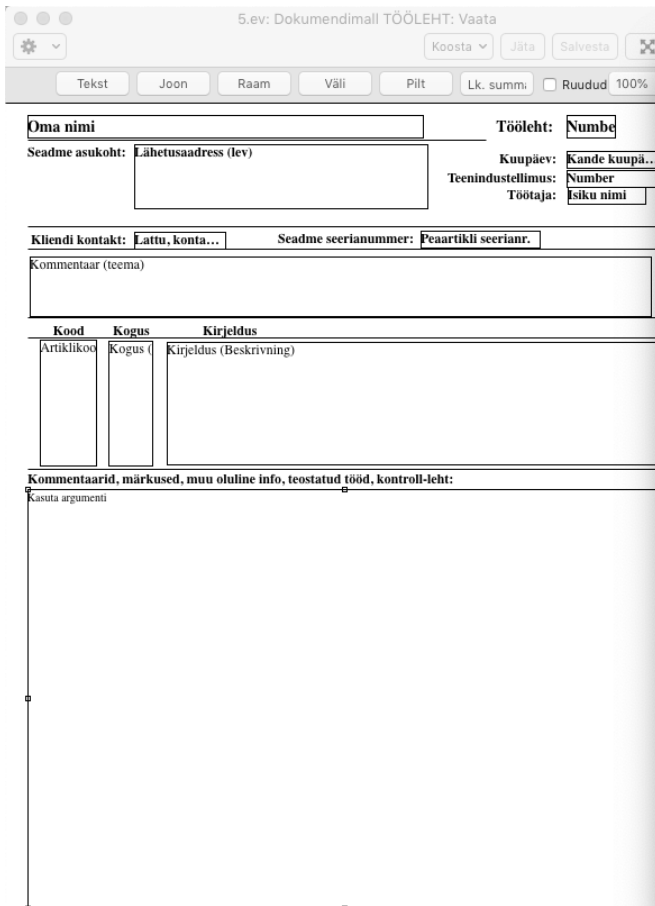 5.ev: Dokumendimall TÖÖLEHT: Vaata
Koosta Jäta Salvesta
Tekst Joon Raam Väli Pilt Lk. summ Ruudud 100%
Oma nimi Tööleht: Numbe
Seadme asukoht: Lähetusaadress (lev)
Kuupäev: Kande kuupä...
Teenindustellimus: Number
Töötaja: Isiku nimi
Kliendi kontakt: Lattu, konta... Seadme seerianummer: Peaartikli seerianr.
Kommentaar (teema)
Kood Kogus Kirjeldus
Artiklikoo Kogus ( Kirjeldus (Beskrivning)
Kommentaarid, märkused, muu oluline info, teostatud tööd, kontroll-leht:
Kasuta argumenti